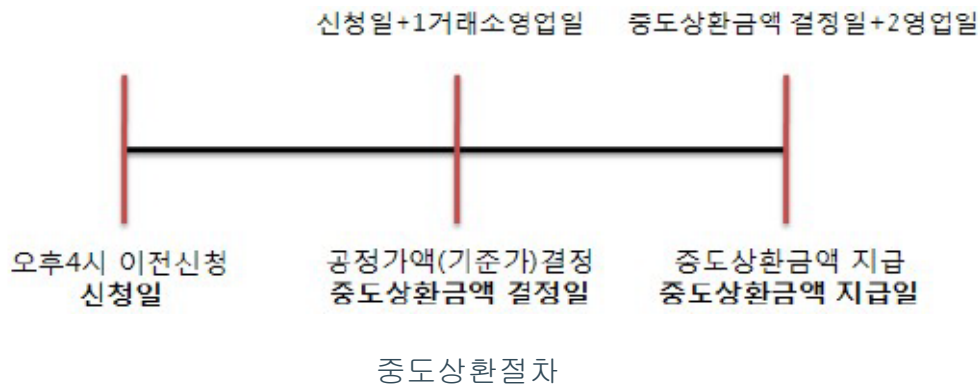 신청일+1거래소영업일
중도상환금액 결정일+2영업일
오후4시 이전신청
신청일
공정가액(기준가)결정
중도상환금액 결정일
중도상환금액 지급
중도상환금액 지급일
중도상환절차